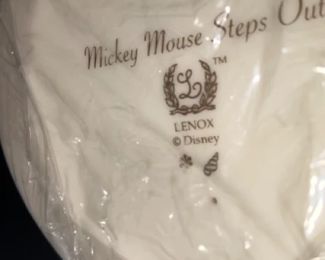 Mickey Mouse Steps Out
L ™
LENOX
© Disney